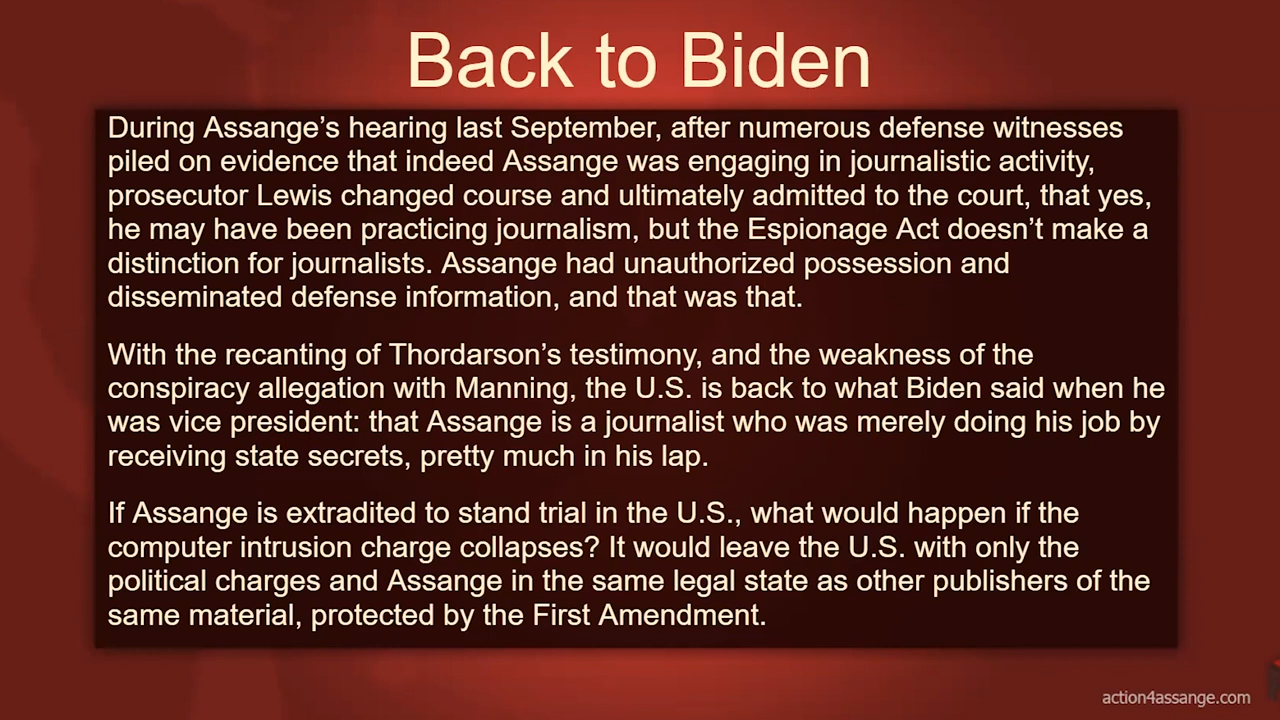 Back to Biden
During Assange’s hearing last September, after numerous defense witnesses
piled on evidence that indeed Assange was engaging in journalistic activity,
prosecutor Lewis changed course and ultimately admitted to the court, that yes,
he may have been practicing journalism, but the Espionage Act doesn’t make a
distinction for journalists. Assange had unauthorized possession and
disseminated defense information, and that was that.
With the recanting of Thordarson’s testimony, and the weakness of the
conspiracy allegation with Manning, the U.S. is back to what Biden said when he
was vice president: that Assange is a journalist who was merely doing his job by
receiving state secrets, pretty much in his lap.
If Assange is extradited to stand trial in the U.S., what would happen if the
computer intrusion charge collapses? It would leave the U.S. with only the
political charges and Assange in the same legal state as other publishers of the
same material, protected by the First Amendment.
action4assange.com